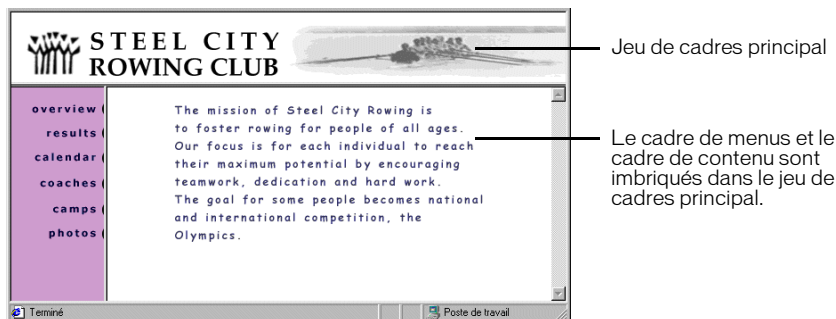 STEEL CITY
ROWING CLUB
Jeu de cadres principal
overview
results
calendar
coaches
camps
photos
The mission of Steel City Rowing is
to foster rowing for people of all ages.
Our focus is for each individual to reach
their maximum potential by encouraging
teamwork, dedication and hard work.
The goal for some people becomes national
and international competition, the
Olympics.
Le cadre de menus et le
cadre de contenu sont
imbriqués dans le jeu de
cadres principal.
Terminé
Poste de travail